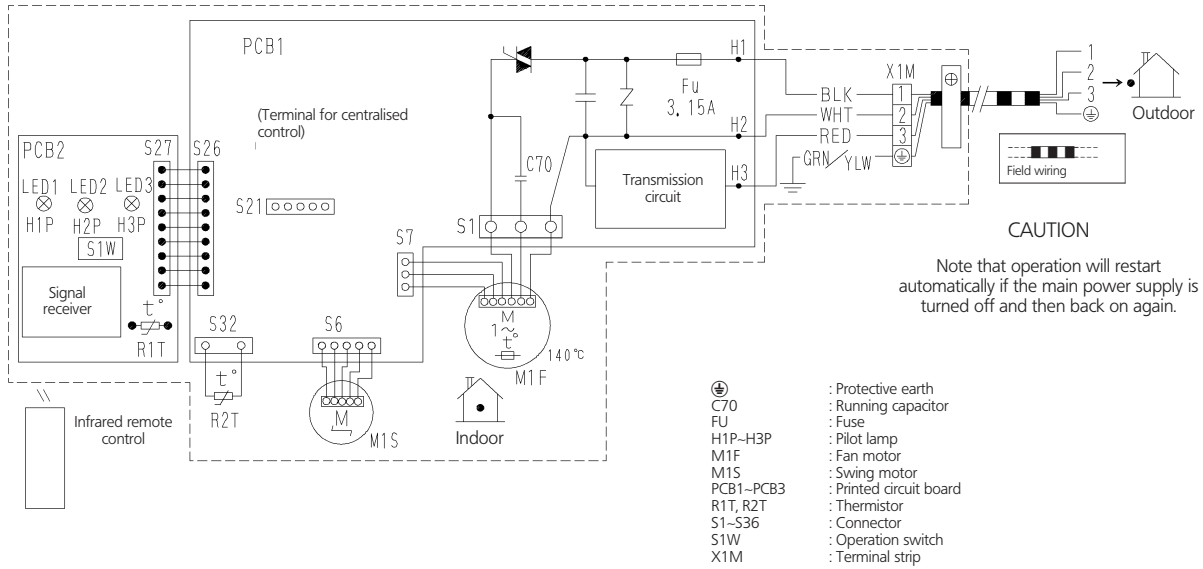 PCB1
(Terminal for centralised
control)
H1
Fu
3.15A
H2
C70
H3
Transmission
circuit
S21
S1
S7
PCB2
S27
S26
LED1
LED2
LED3
H1P
H2P
H3P
S1W
Signal
receiver
t°
R1T
S32
t°
R2T
S6
M
M1S
M
1~
t°
140°C
M1F
Indoor
Infrared remote
control
BLK
WHT
RED
GRN/YLW
X1M
1
2
3
1
2
3
Outdoor
Field wiring
CAUTION
Note that operation will restart
automatically if the main power supply is
turned off and then back on again.
: Protective earth
C70 : Running capacitor
FU : Fuse
H1P~H3P : Pilot lamp
M1F : Fan motor
M1S : Swing motor
PCB1~PCB3 : Printed circuit board
R1T, R2T : Thermistor
S1~S36 : Connector
S1W : Operation switch
X1M : Terminal strip